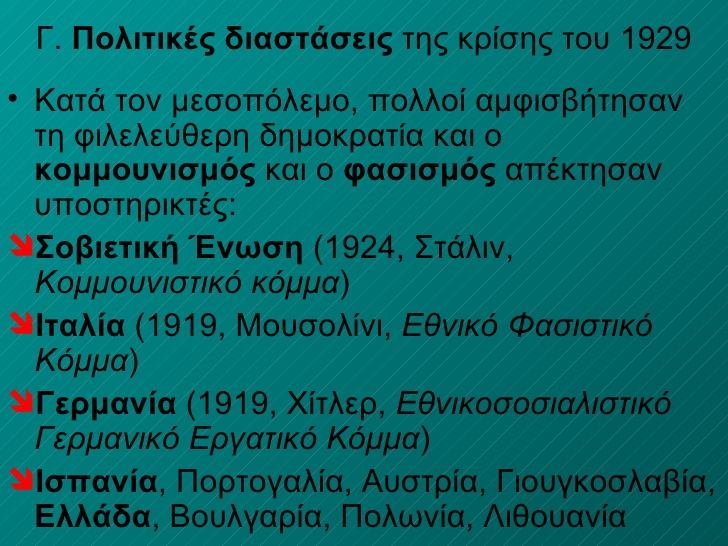 Γ. Πολιτικές διαστάσεις της κρίσης του 1929
• Κατά τον μεσοπόλεμο, πολλοί αμφισβήτησαν
τη φιλελεύθερη δημοκρατία και ο
κομμουνισμός και ο φασισμός απέκτησαν
υποστηρικτές:
Σοβιετική Ένωση (1924, Στάλιν,
Κομμουνιστικό κόμμα)
Ιταλία (1919, Μουσολίνι, Εθνικό Φασιστικό
Κόμμα)
Γερμανία (1919, Χίτλερ, Εθνικοσοσιαλιστικό
Γερμανικό Εργατικό Κόμμα)
Ισπανία, Πορτογαλία, Αυστρία, Γιουγκοσλαβία,
Ελλάδα, Βουλγαρία, Πολωνία, Λιθουανία